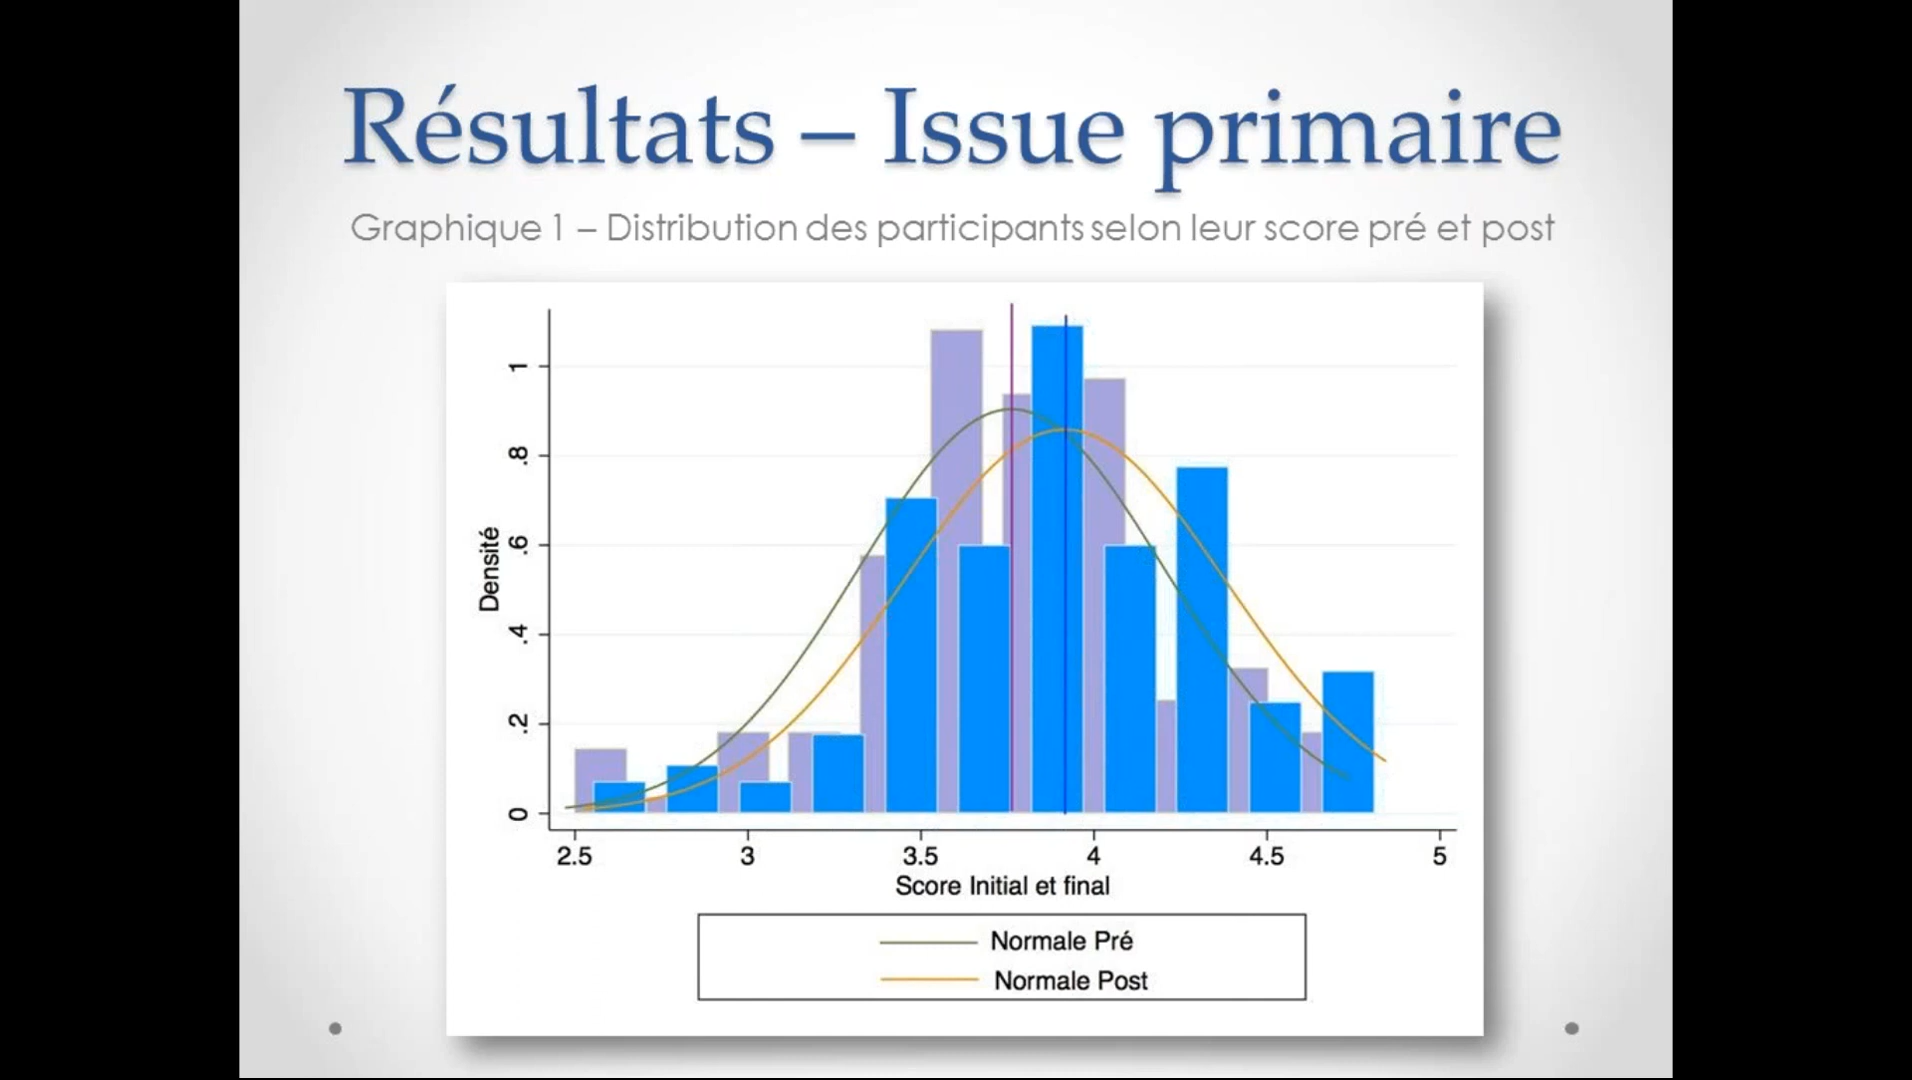 Résultats – Issue primaire
Graphique 1 – Distribution des participants selon leur score pré et post
Densité
1
.8
.6
.4
.2
0
2.5 3 3.5 4 4.5 5
Score Initial et final
Normale Pré
Normale Post